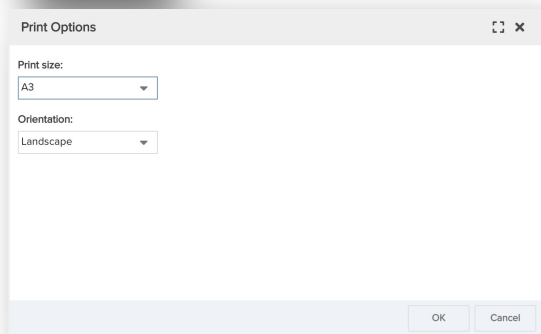 Print Options
Print size:
A3
Orientation:
Landscape
OK Cancel